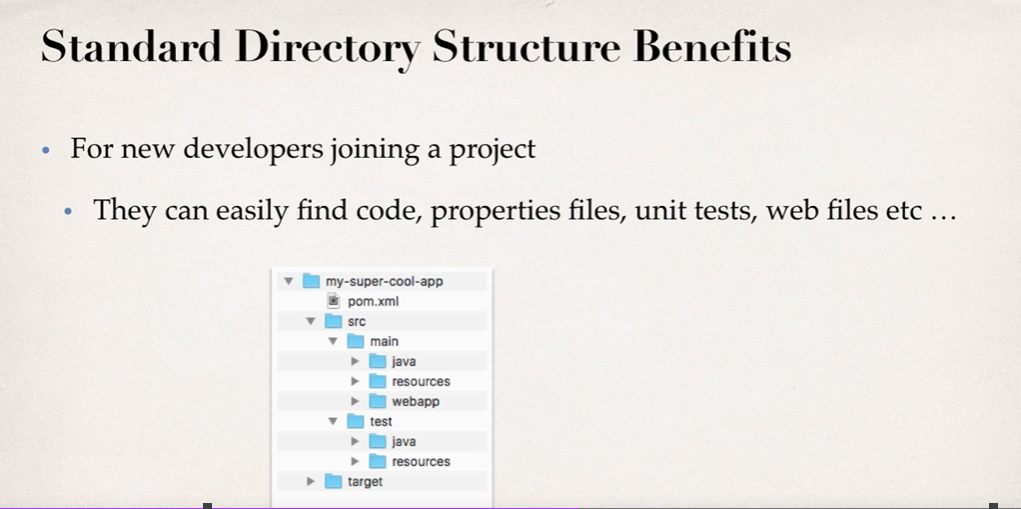 Standard Directory Structure Benefits
• For new developers joining a project
• They can easily find code, properties files, unit tests, web files etc …
my-super-cool-app
pom.xml
src
main
java
resources
webapp
test
java
resources
target